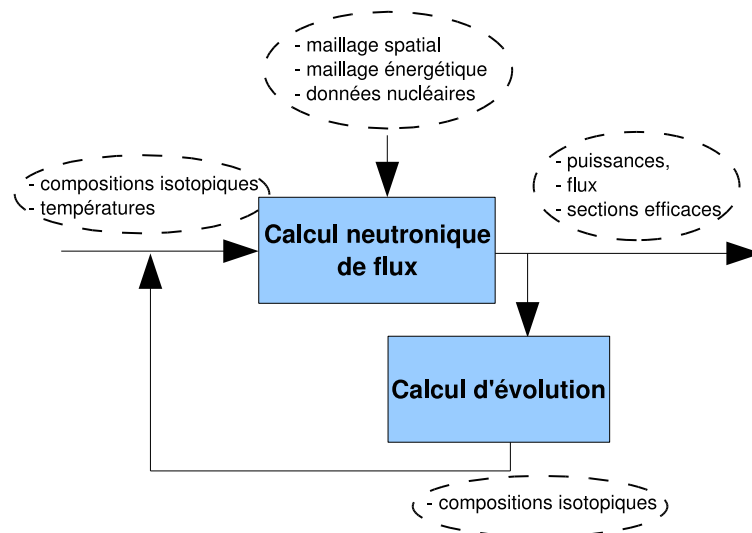 - maillage spatial
- maillage énergétique
- données nucléaires
- compositions isotopiques
- températures
- puissances,
- flux
- sections efficaces
Calcul neutronique
de flux
Calcul d'évolution
- compositions isotopiques